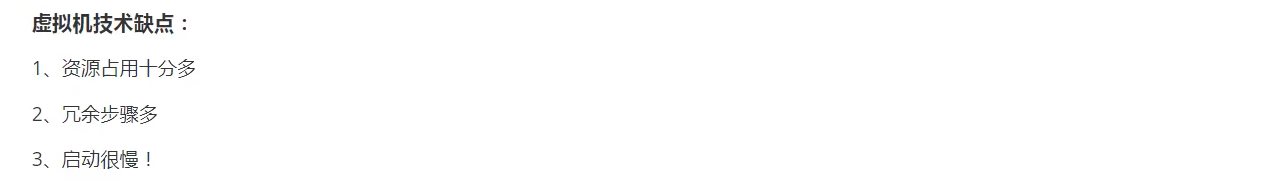 虚拟机技术缺点：
1、资源占用十分多
2、冗余步骤多
3、启动很慢！